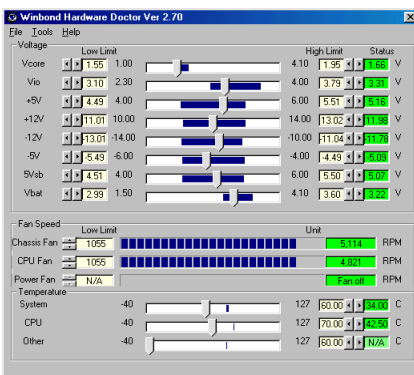 Winbond Hardware Doctor Ver 2.70
File Tools Help
Voltage
Low Limit High Limit Status
Vcore 1.55 1.00 4.10 1.95 1.66 V
Vio 3.10 2.30 4.00 3.79 3.31 V
+5V 4.49 4.00 6.00 5.51 5.16 V
+12V 11.01 10.00 14.00 13.02 11.98 V
-12V -13.01 -14.00 -10.00 -11.04 -11.78 V
-5V -5.49 -6.00 -4.00 -4.49 -5.09 V
5Vsb 4.51 4.00 6.00 5.50 5.07 V
Vbat 2.99 1.50 4.10 3.60 3.22 V
Fan Speed
Low Limit Unit
Chassis Fan 1055 5,114 RPM
CPU Fan 1055 4,821 RPM
Power Fan N/A Fan off RPM
Temperature
System -40 127 60.00 34.00 C
CPU -40 127 70.00 42.50 C
Other -40 127 60.00 N/A C